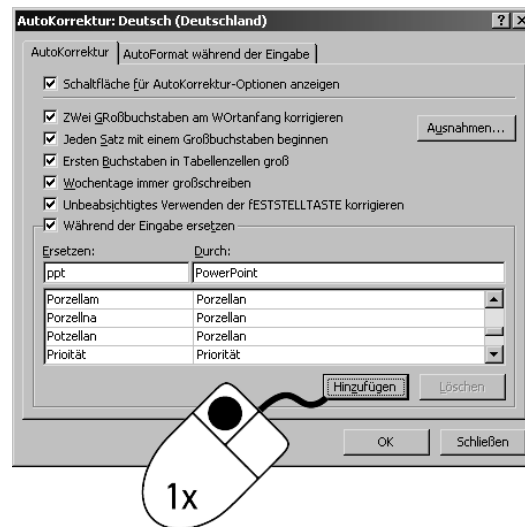 AutoKorrektur: Deutsch (Deutschland)
AutoKorrektur AutoFormat während der Eingabe
Schaltfläche für AutoKorrektur-Optionen anzeigen
ZWei GRoßbuchstaben am WOrtanfang korrigieren
Ausnahmen...
Jeden Satz mit einem Großbuchstaben beginnen
Ersten Buchstaben in Tabellenzellen groß
Wochentage immer großschreiben
Unbeabsichtigtes Verwenden der fESTSTELLTASTE korrigieren
Während der Eingabe ersetzen
Ersetzen: Durch:
ppt PowerPoint
Porzellam Porzellan
Porzellna Porzellan
Potzellan Porzellan
Prioität Priorität
Hinzufügen Löschen
OK Schließen
1x